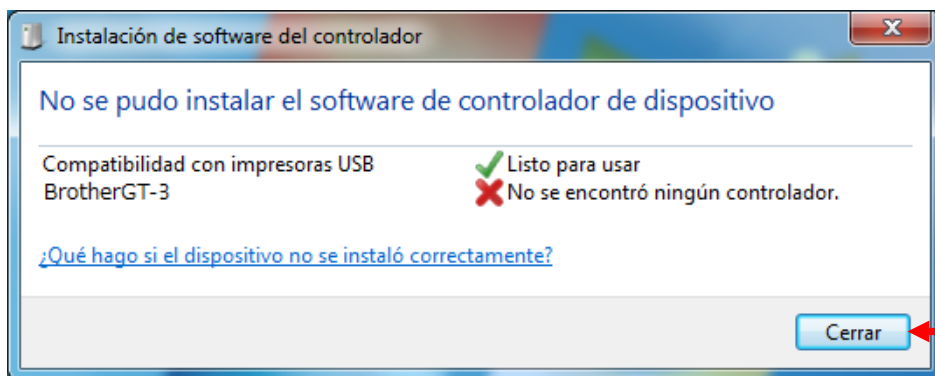 Instalación de software del controlador
No se pudo instalar el software de controlador de dispositivo
Compatibilidad con impresoras USB Listo para usar
BrotherGT-3 No se encontró ningún controlador.
¿Qué hago si el dispositivo no se instaló correctamente?
Cerrar